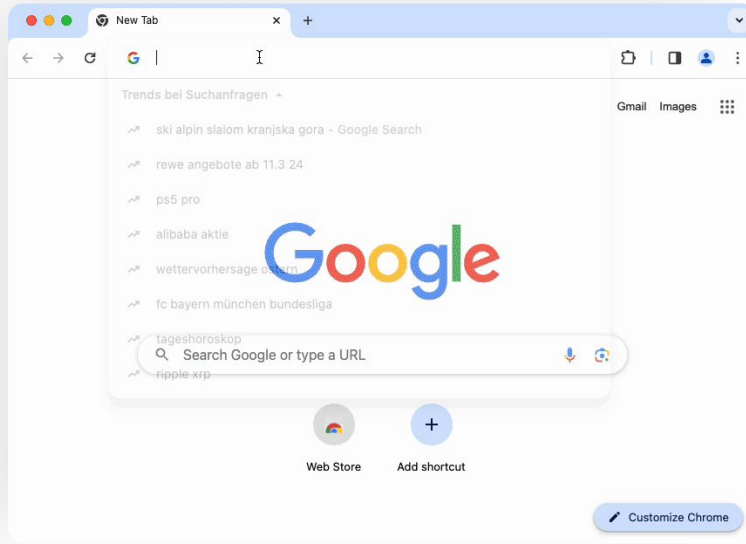 New Tab
Trends bei Suchanfragen
ski alpin slalom kranjska gora - Google Search
rewe angebote ab 11.3 24
ps5 pro
alibaba aktie
wettervorhersage ostern
fc bayern münchen bundesliga
tageshoroskop
ripple xrp
Gmail Images
Google
Search Google or type a URL
Web Store
Add shortcut
Customize Chrome